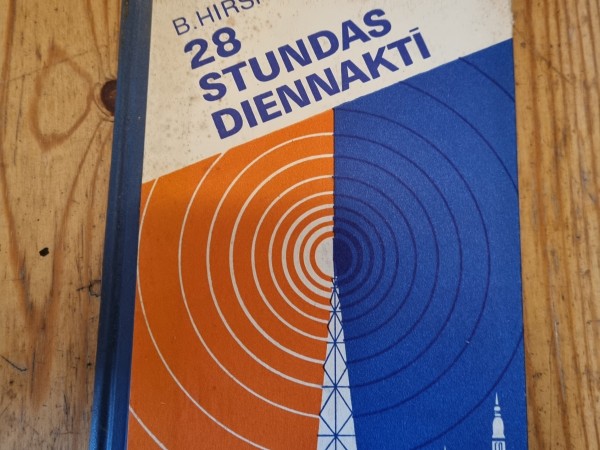 B.
28
STUNDAS
DIENNAKTĪ